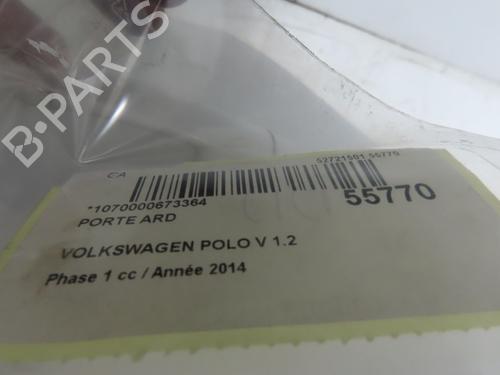 B-PARTS
CA
52721501 55770
*1070000673364
55770
PORTE ARD
VOLKSWAGEN POLO V 1.2
Phase 1 cc / Année 2014